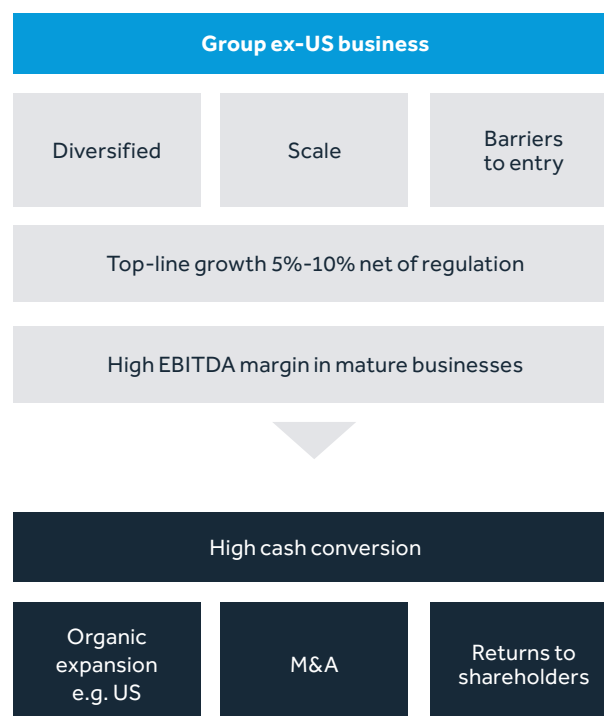 Group ex-US business
Diversified
Scale
Barriers
to entry
Top-line growth 5%-10% net of regulation
High EBITDA margin in mature businesses
High cash conversion
Organic
expansion
e.g. US
M&A
Returns to
shareholders